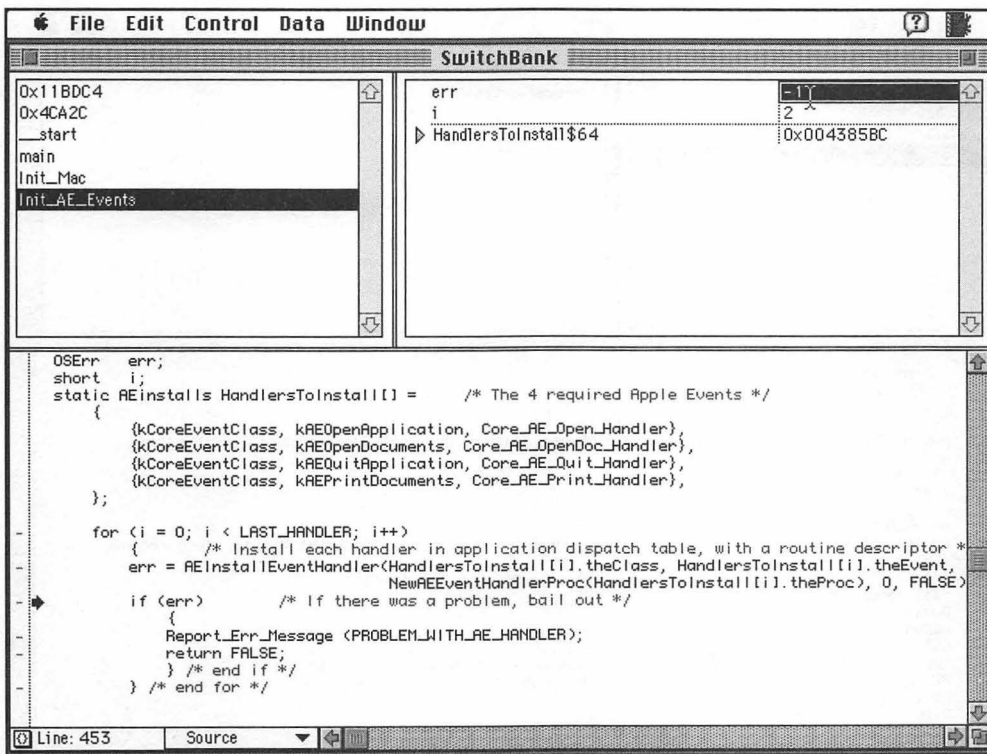 File Edit Control Data Window
SwitchBank
0x11BDC4
0x4CA2C
__start
main
Init_Mac
Init_AE_Events
err -1
i 2
HandlersToInstall$64 0x004385BC
OSErr err;
short i;
static AEinstalls HandlersToInstall[] = /* The 4 required Apple Events */
{
{kCoreEventClass, kAEOpenApplication, Core_AE_Open_Handler},
{kCoreEventClass, kAEOpenDocuments, Core_AE_OpenDoc_Handler},
{kCoreEventClass, kAEQuitApplication, Core_AE_Quit_Handler},
{kCoreEventClass, kAEPrintDocuments, Core_AE_Print_Handler},
};
for (i = 0; i < LAST_HANDLER; i++)
{ /* Install each handler in application dispatch table, with a routine descriptor *
err = AEInstallEventHandler(HandlersToInstall[i].theClass, HandlersToInstall[i].theEvent,
NewAEEventHandlerProc(HandlersToInstall[i].theProc), 0, FALSE)
if (err) /* If there was a problem, bail out */
{
Report_Err_Message (PROBLEM_WITH_AE_HANDLER);
return FALSE;
} /* end if */
} /* end for */
Line: 453 Source